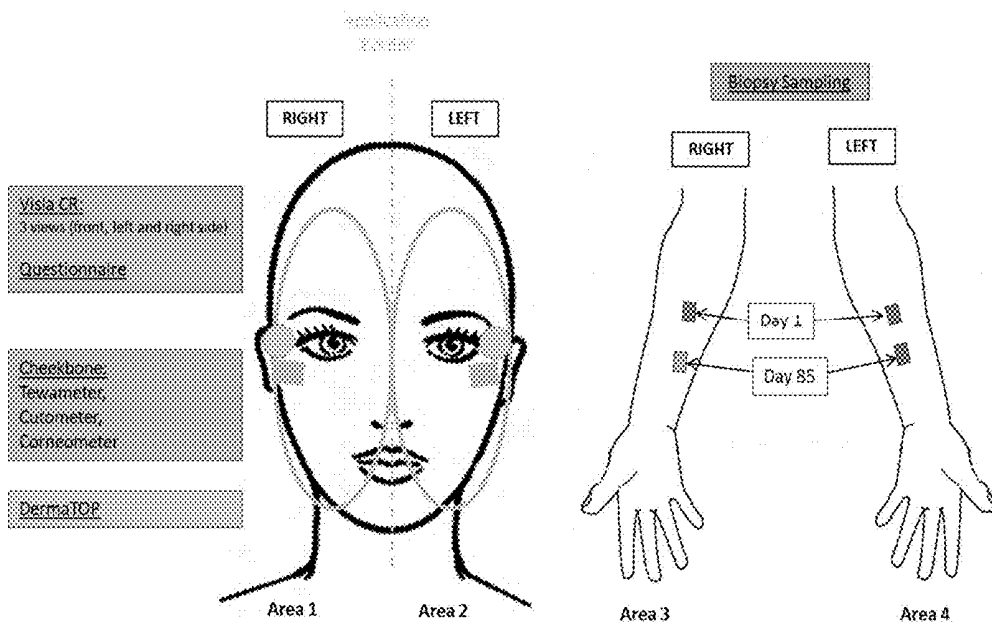 RIGHT
LEFT
Visia CR:
3 views (front, left and right side)
Questionnaire
Cheekbone:
Tewameter,
Cutometer,
Corneometer
DermaTOP
Area 1
Area 2
Biopsy Sampling
RIGHT
LEFT
Day 1
Day 85
Area 3
Area 4